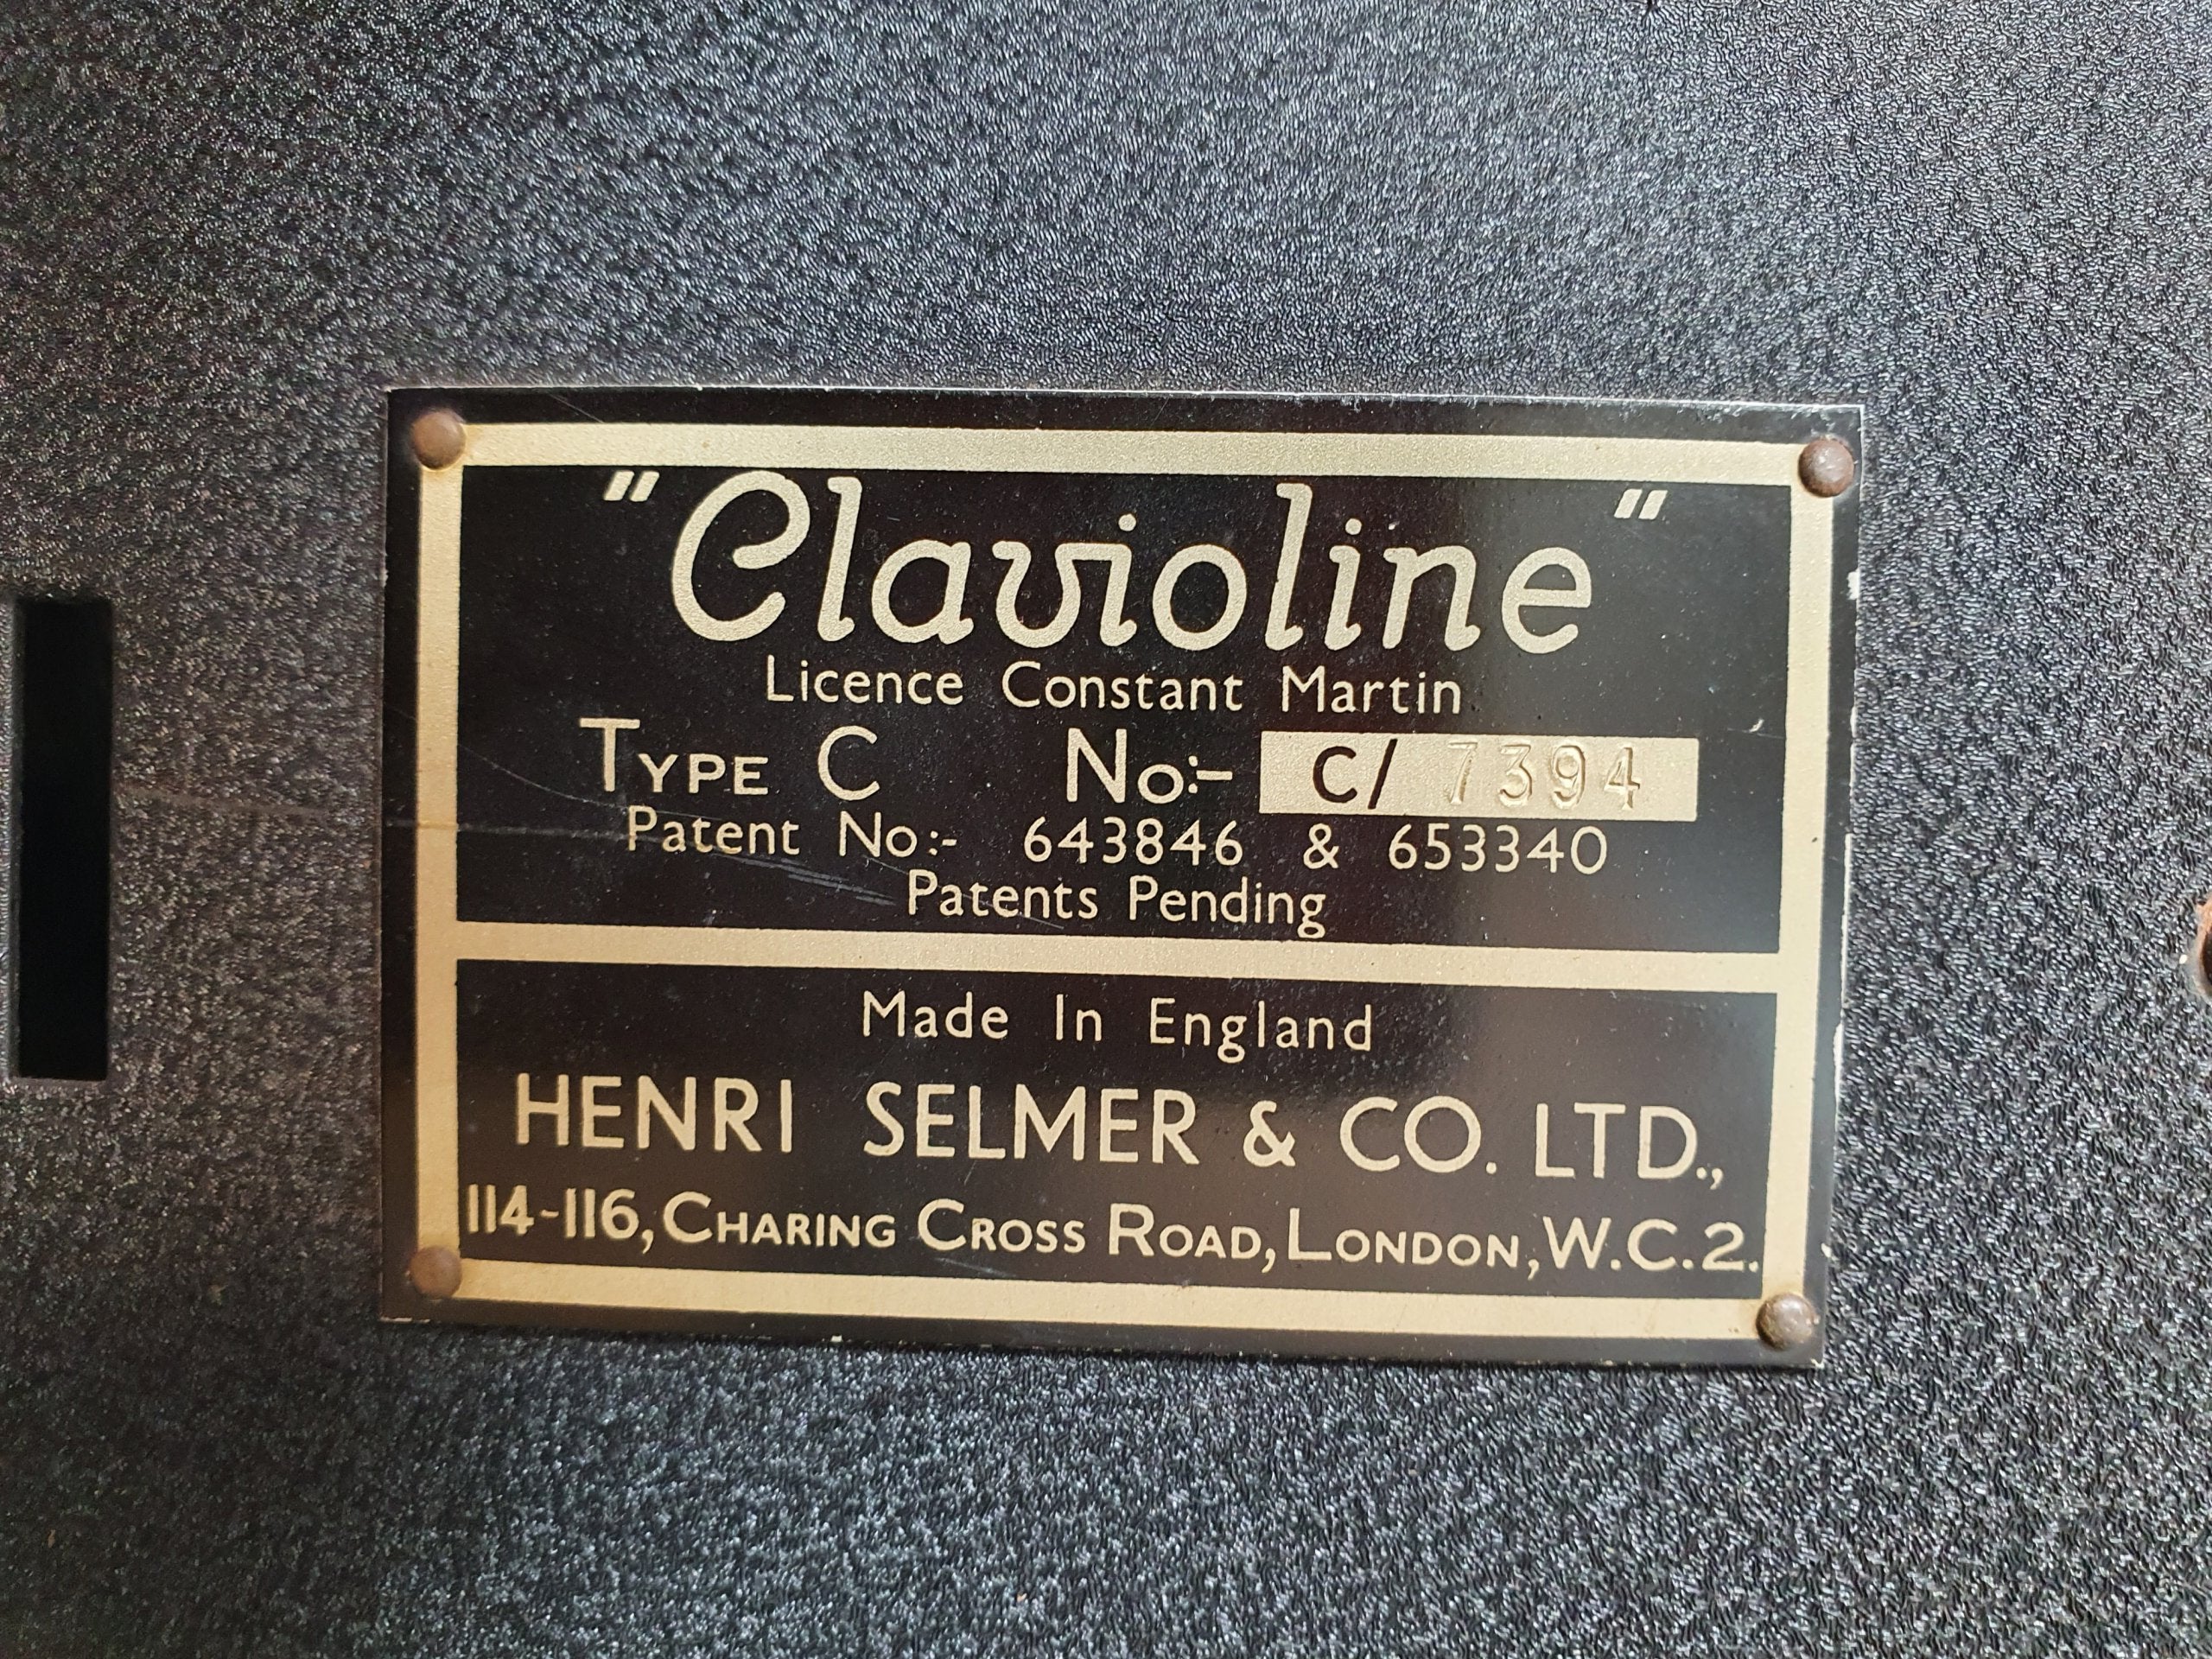 "Clavioline"
Licence Constant Martin
TYPE C No:- C/ 7394
Patent No:- 643846 & 653340
Patents Pending
Made In England
HENRI SELMER & CO. LTD.,
114-116, CHARING CROSS ROAD, LONDON, W.C.2.